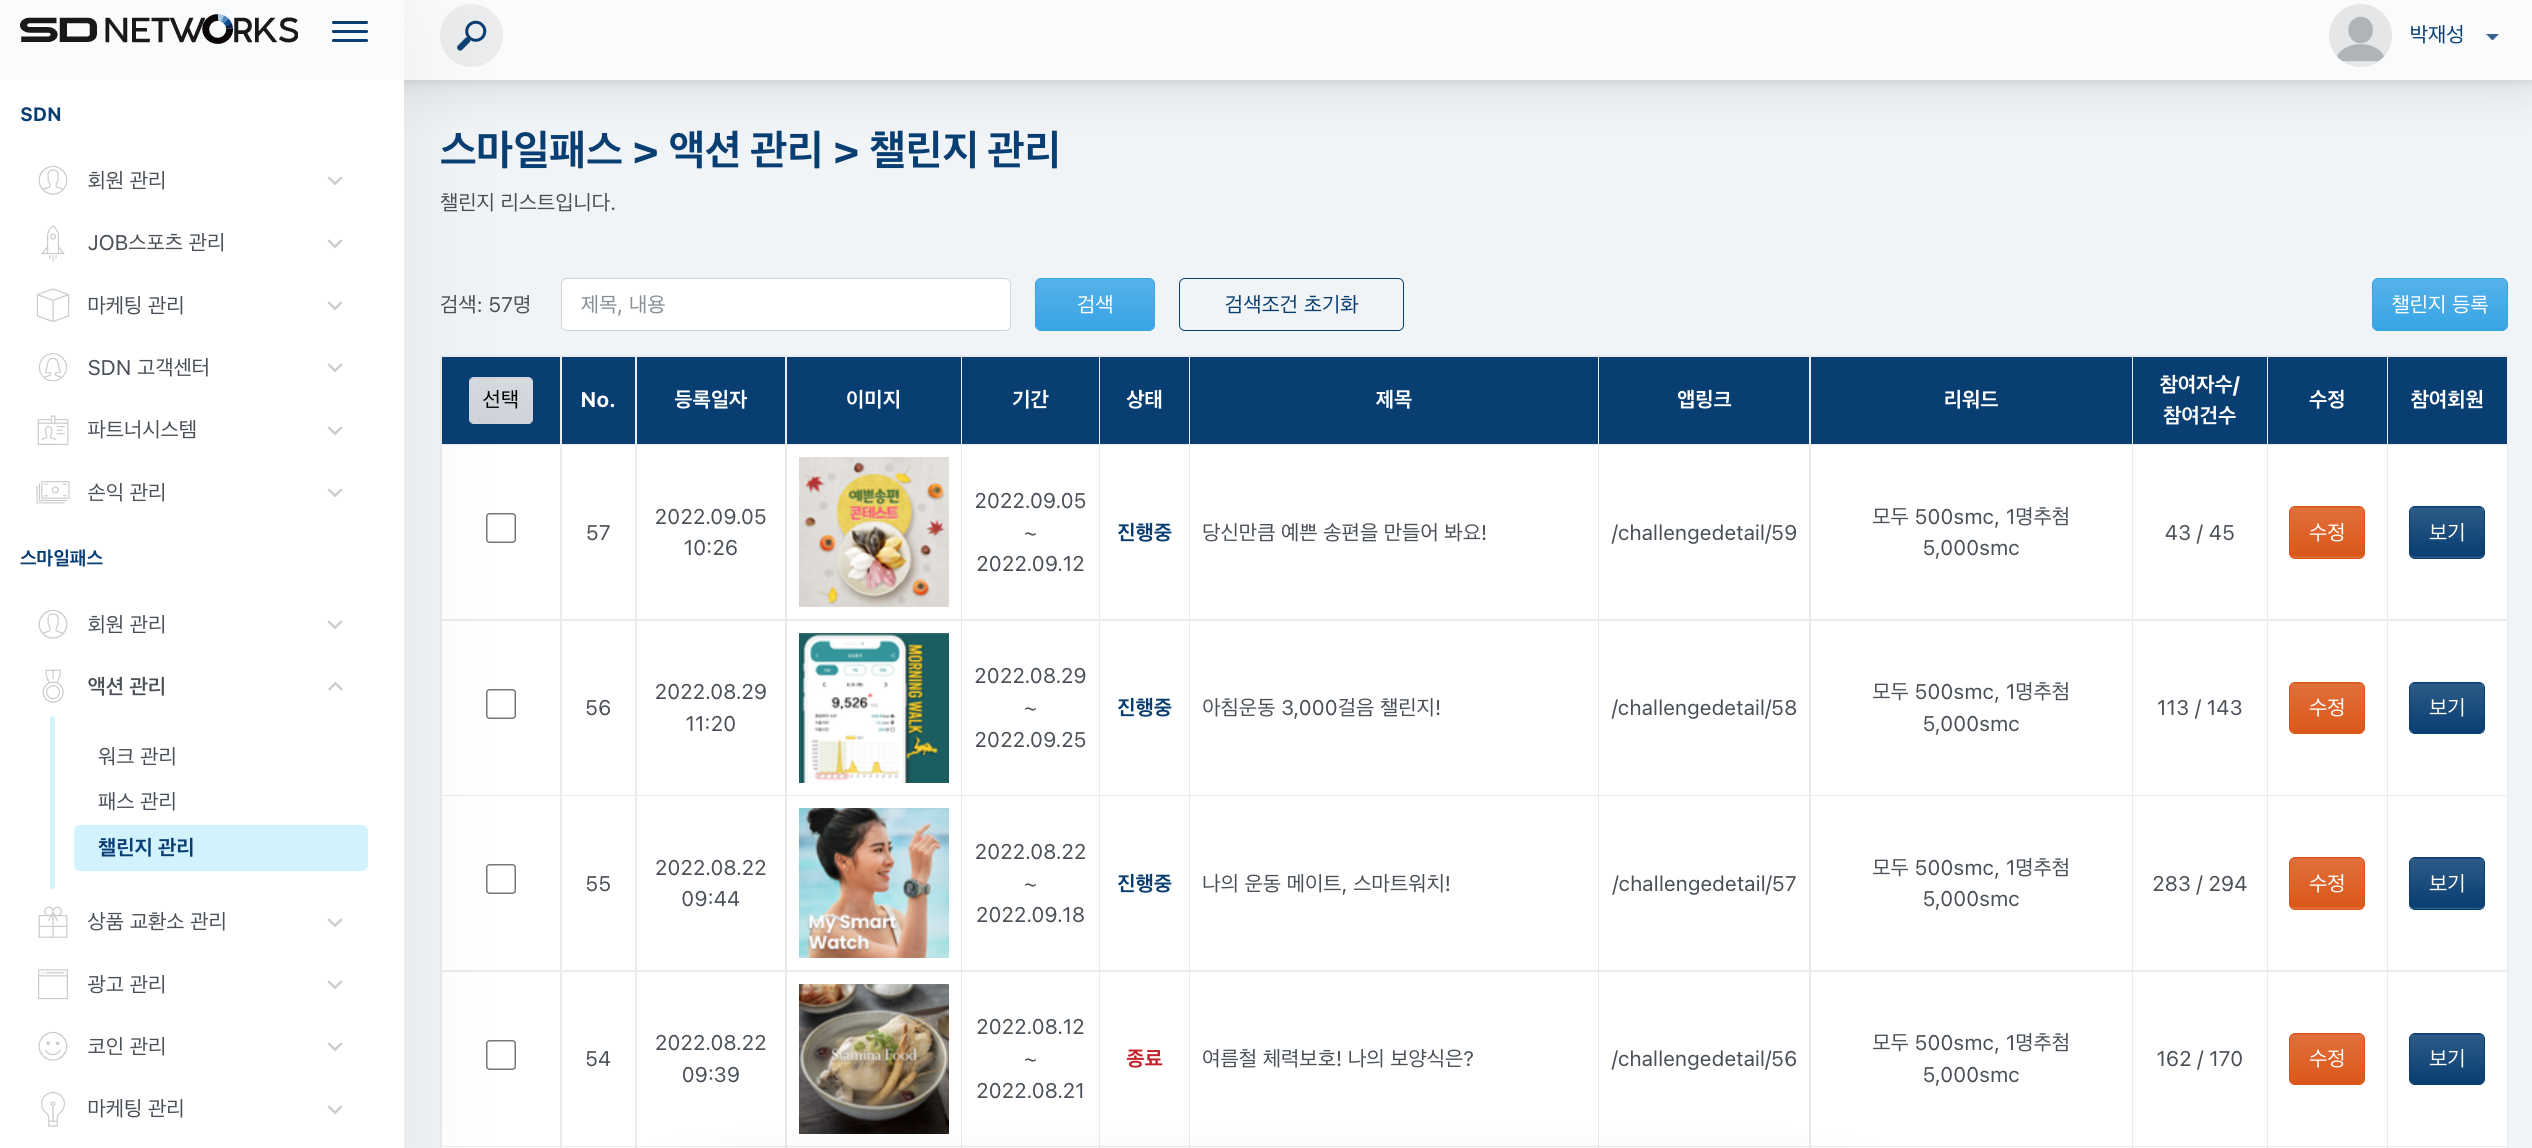 SD NETWORKS
박재성
SDN
회원 관리
JOB스포츠 관리
마케팅 관리
SDN 고객센터
파트너시스템
손익 관리
스마일패스
회원 관리
액션 관리
워크 관리
패스 관리
챌린지 관리
상품 교환소 관리
광고 관리
코인 관리
마케팅 관리
스마일패스 > 액션 관리 > 챌린지 관리
챌린지 리스트입니다.
검색: 57명
제목, 내용
검색
검색조건 초기화
챌린지 등록
선택 No. 등록일자 이미지 기간 상태 제목 앱링크 리워드 참여자수/ 수정 참여회원
참여건수
57
2022.09.05
10:26
예쁜송편
콘테스트
2022.09.05
~
2022.09.12
진행중
당신만큼 예쁜 송편을 만들어 봐요!
/challengedetail/59
모두 500smc, 1명추첨
5,000smc
43 / 45
수정
보기
56
2022.08.29
11:20
9,526
MORNING WALK
2022.08.29
~
2022.09.25
진행중
아침운동 3,000걸음 챌린지!
/challengedetail/58
모두 500smc, 1명추첨
5,000smc
113 / 143
수정
보기
55
2022.08.22
09:44
My Smart
Watch
2022.08.22
~
2022.09.18
진행중
나의 운동 메이트, 스마트워치!
/challengedetail/57
모두 500smc, 1명추첨
5,000smc
283 / 294
수정
보기
54
2022.08.22
09:39
Stamina Food
2022.08.12
~
2022.08.21
종료
여름철 체력보호! 나의 보양식은?
/challengedetail/56
모두 500smc, 1명추첨
5,000smc
162 / 170
수정
보기